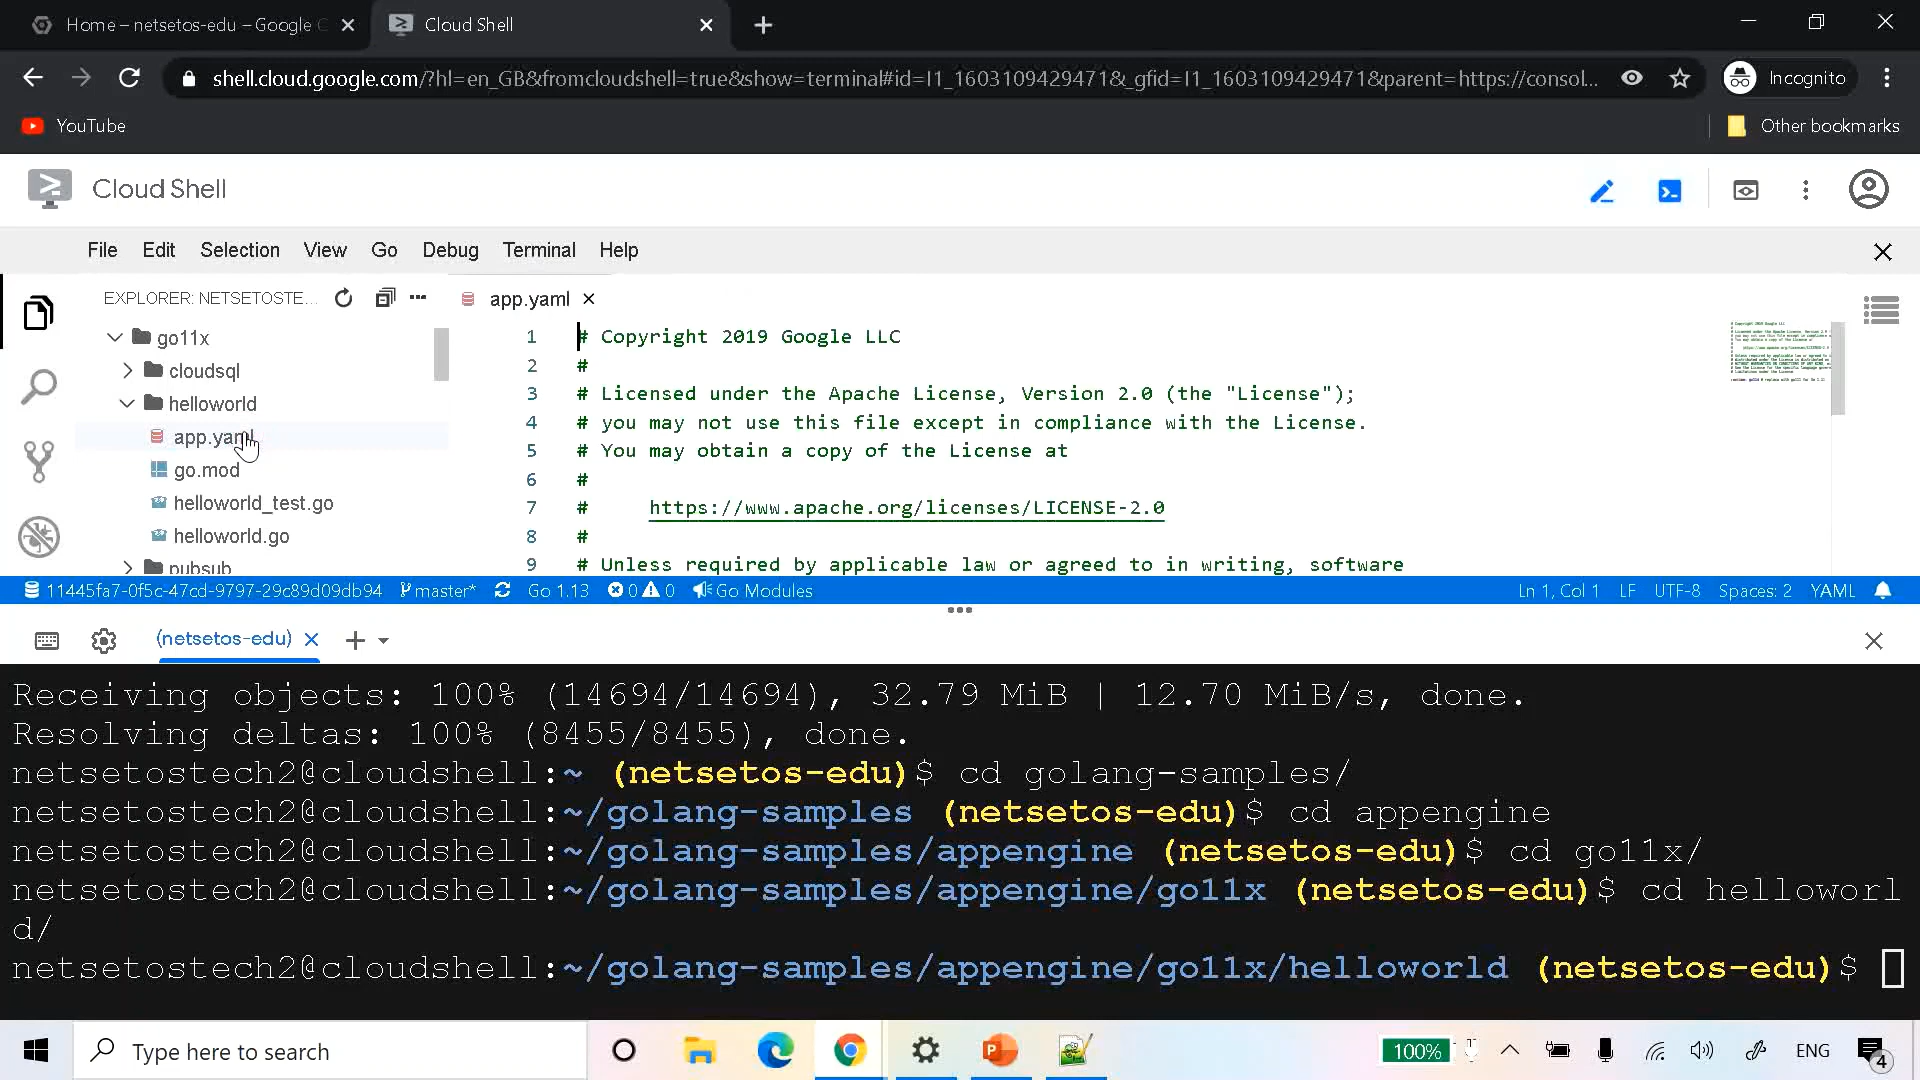 Home – netsetos-edu – Google C
Cloud Shell
shell.cloud.google.com/?hl=en_GB&fromcloudshell=true&show=terminal#id=I1_1603109429471&_gfid=I1_1603109429471&parent=https://consol...
Incognito
YouTube
Other bookmarks
Cloud Shell
File Edit Selection View Go Debug Terminal Help
EXPLORER: NETSETOSTE...
app.yaml
go11x
cloudsql
helloworld
app.yaml
go.mod
helloworld_test.go
helloworld.go
pubsub
1 # Copyright 2019 Google LLC
2 #
3 # Licensed under the Apache License, Version 2.0 (the "License");
4 # you may not use this file except in compliance with the License.
5 # You may obtain a copy of the License at
6 #
7 # https://www.apache.org/licenses/LICENSE-2.0
8 #
9 # Unless required by applicable law or agreed to in writing, software
11445fa7-0f5c-47cd-9797-29c89d09db94 master* Go 1.13 0 0 Go Modules Ln 1, Col 1 LF UTF-8 Spaces: 2 YAML
(netsetos-edu)
Receiving objects: 100% (14694/14694), 32.79 MiB | 12.70 MiB/s, done.
Resolving deltas: 100% (8455/8455), done.
netsetostech2@cloudshell:~ (netsetos-edu)$ cd golang-samples/
netsetostech2@cloudshell:~/golang-samples (netsetos-edu)$ cd appengine
netsetostech2@cloudshell:~/golang-samples/appengine (netsetos-edu)$ cd go11x/
netsetostech2@cloudshell:~/golang-samples/appengine/go11x (netsetos-edu)$ cd helloworl
d/
netsetostech2@cloudshell:~/golang-samples/appengine/go11x/helloworld (netsetos-edu)$
Type here to search
100%
ENG
4